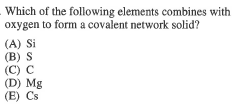 . Which of the following elements combines with
oxygen to form a covalent network solid?
(A) Si
(B) S
(C) C
(D) Mg
(E) Cs